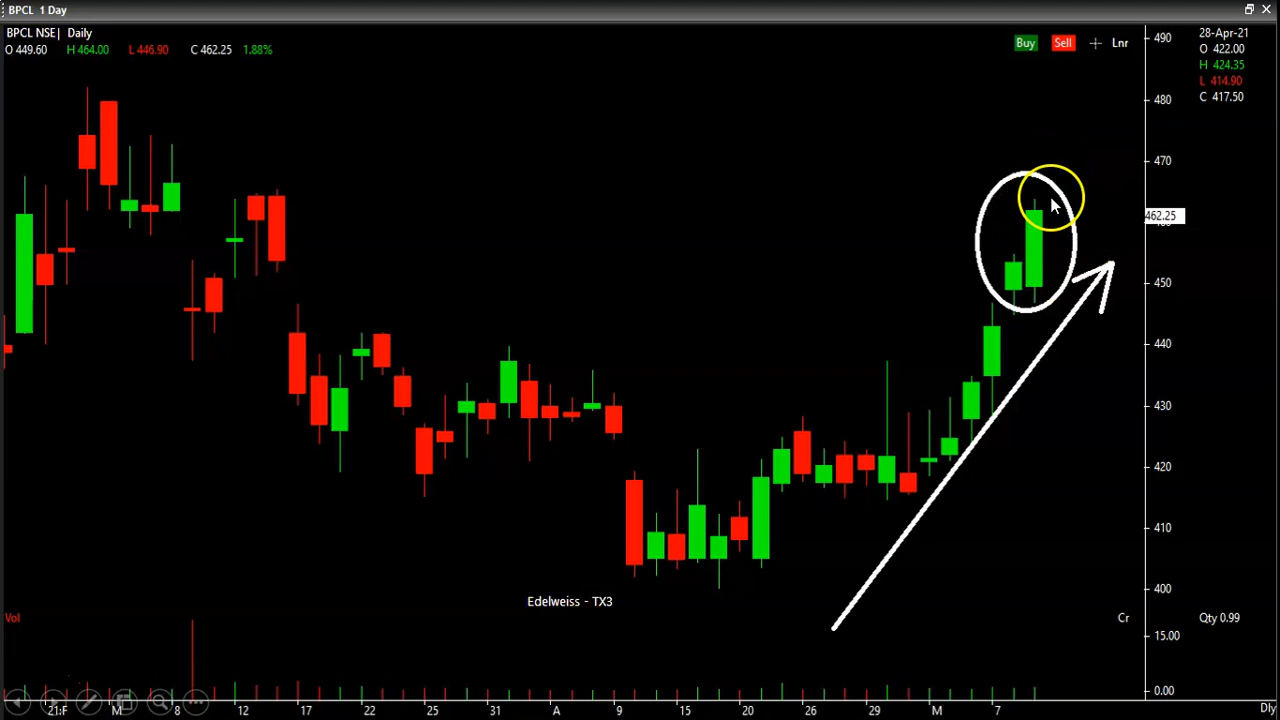 BPCL 1 Day
BPCL NSE| Daily
O 449.60 H 464.00 L 446.90 C 462.25 1.88%
Buy Sell Lnr
28-Apr-21
O 422.00
H 424.35
L 414.90
C 417.50
490
480
470
462.25
460
450
440
430
420
410
400
Edelweiss - TX3
Vol
Cr
Qty 0.99
15.00
0.00
21:F M 8 12 17 22 25 31 A 9 15 20 26 29 M 7 Dly